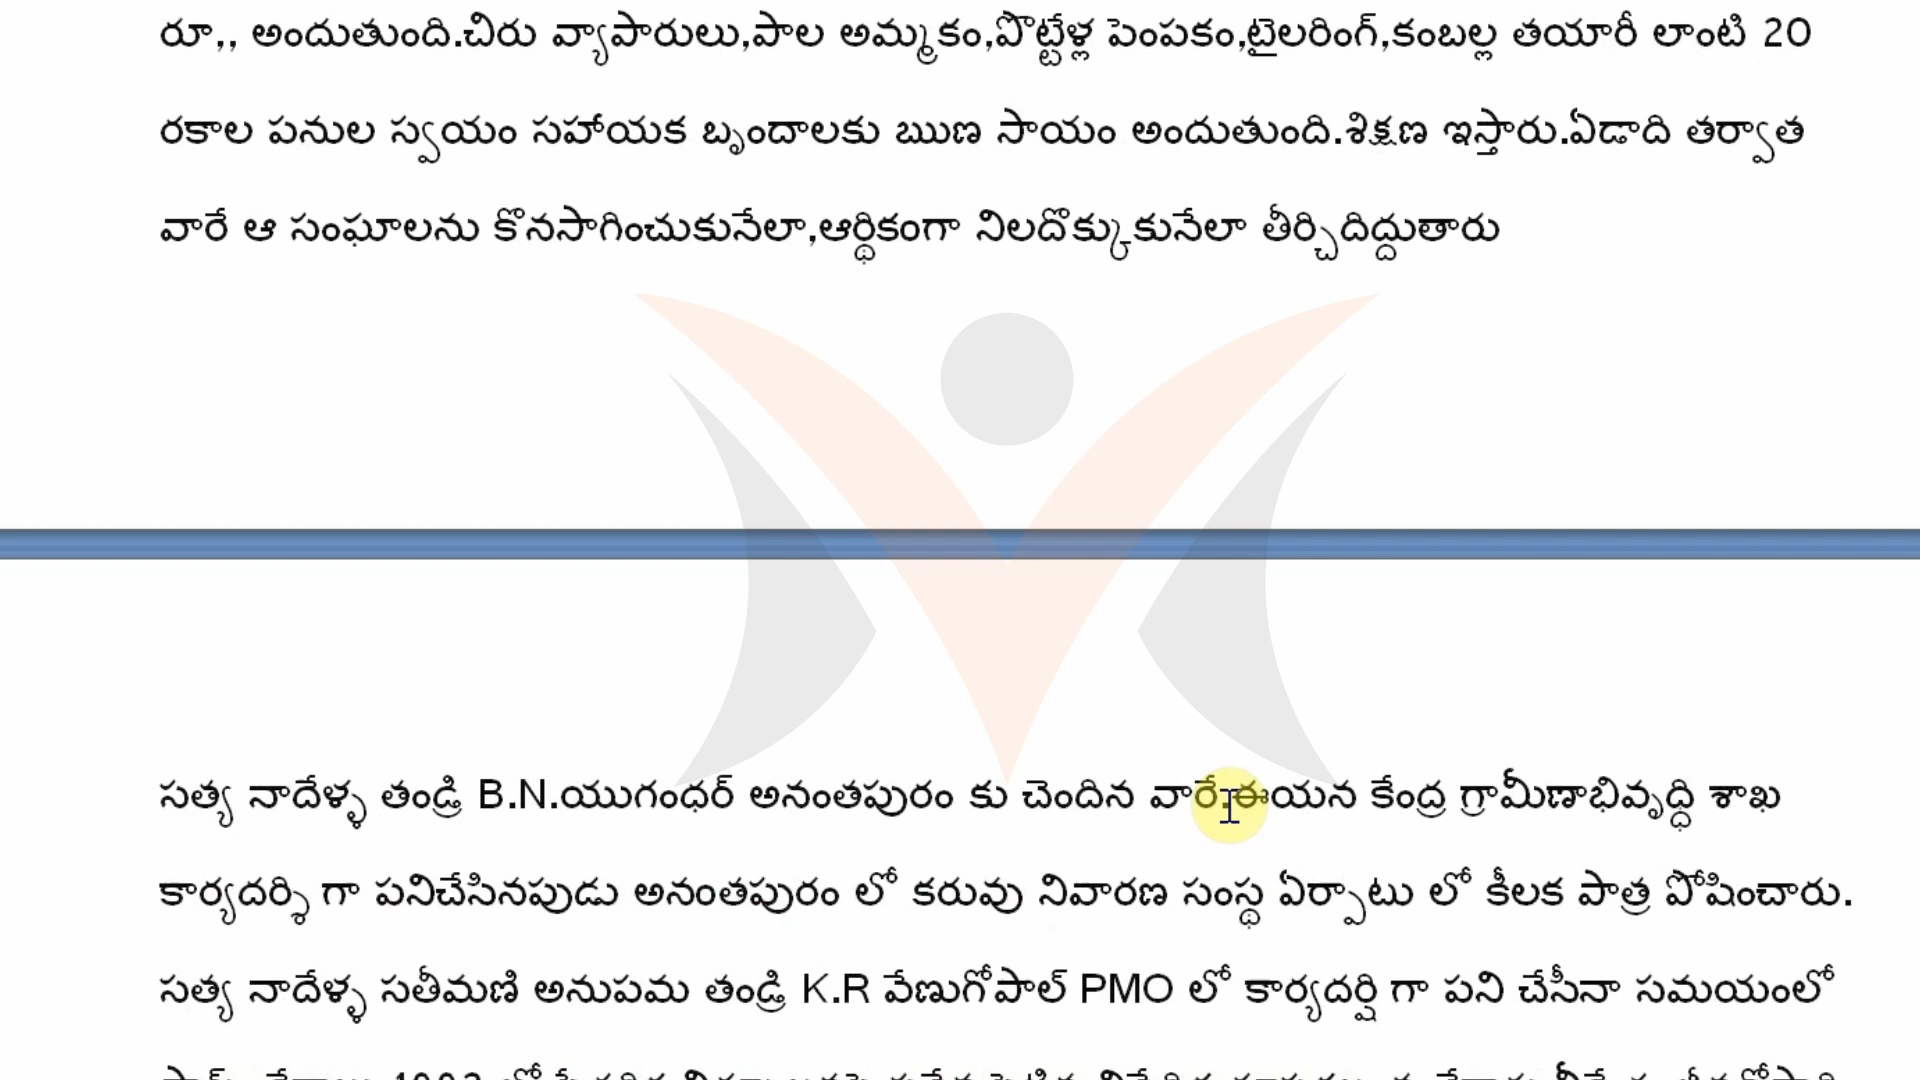 రూ,, అందుతుంది.చిరు వ్యాపారులు,పాల అమ్మకం,పొట్టేళ్ల పెంపకం,టైలరింగ్,కంబల్ల తయారీ లాంటి 20
రకాల పనుల స్వయం సహాయక బృందాలకు ఋణ సాయం అందుతుంది.శిక్షణ ఇస్తారు.ఏడాది తర్వాత
వారే ఆ సంఘాలను కొనసాగించుకునేలా,ఆర్థికంగా నిలదొక్కుకునేలా తీర్చిదిద్దుతారు
సత్య నాదేళ్ళ తండ్రి B.N.యుగంధర్ అనంతపురం కు చెందిన వారే.ఈయన కేంద్ర గ్రామీణాభివృద్ధి శాఖ
కార్యదర్శి గా పనిచేసినపుడు అనంతపురం లో కరువు నివారణ సంస్థ ఏర్పాటు లో కీలక పాత్ర పోషించారు.
సత్య నాదేళ్ళ సతీమణి అనుపమ తండ్రి K.R వేణుగోపాల్ PMO లో కార్యదర్షి గా పని చేసీనా సమయంలో